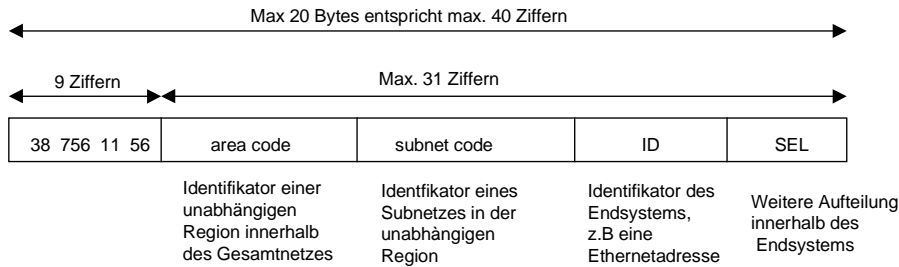 Max 20 Bytes entspricht max. 40 Ziffern
9 Ziffern
Max. 31 Ziffern
38 756 11 56
area code
subnet code
ID
SEL
Identifikator einer
unabhängigen
Region innerhalb
des Gesamtnetzes
Identfikator eines
Subnetzes in der
unabhàngigen
Region
Identifikator des
Endsystems,
z.B eine
Ethernetadresse
Weitere Aufteilung
innerhalb des
Endsystems